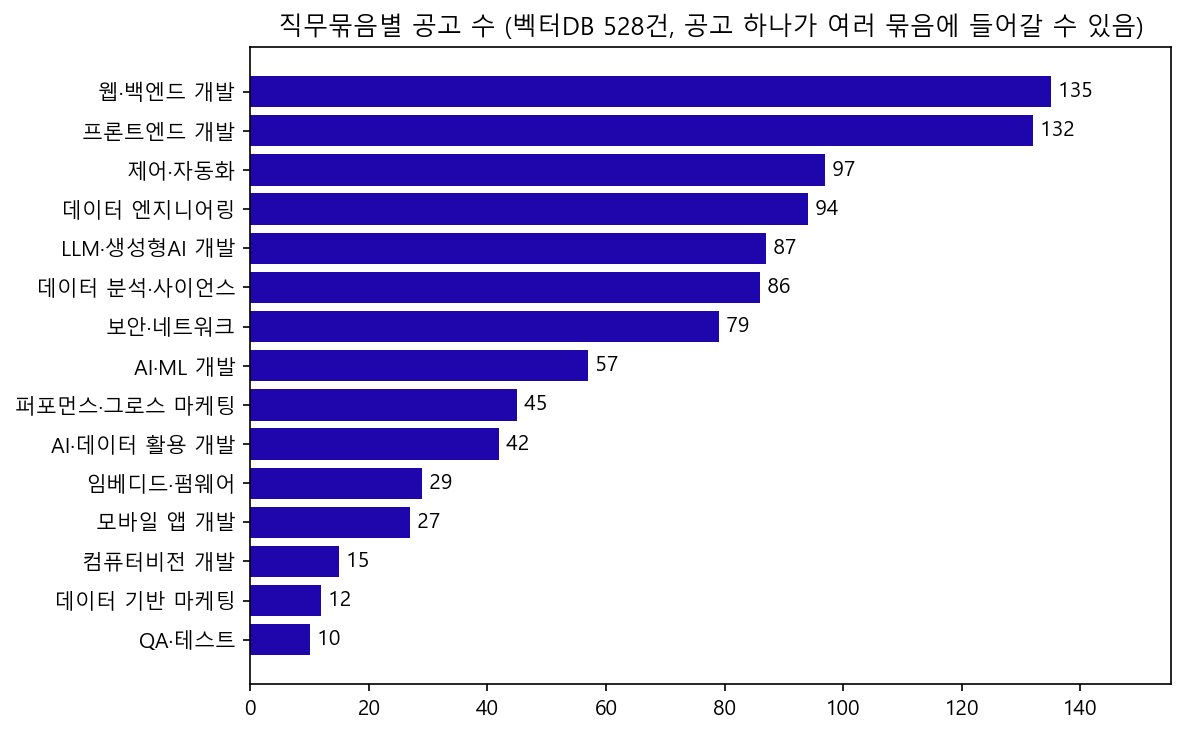 직무묶음별 공고 수 (벡터DB 528건, 공고 하나가 여러 묶음에 들어갈 수 있음)
웹·백엔드 개발 135
프론트엔드 개발 132
제어·자동화 97
데이터 엔지니어링 94
LLM·생성형AI 개발 87
데이터 분석·사이언스 86
보안·네트워크 79
AI·ML 개발 57
퍼포먼스·그로스 마케팅 45
AI·데이터 활용 개발 42
임베디드·펌웨어 29
모바일 앱 개발 27
컴퓨터비전 개발 15
데이터 기반 마케팅 12
QA·테스트 10
0 20 40 60 80 100 120 140